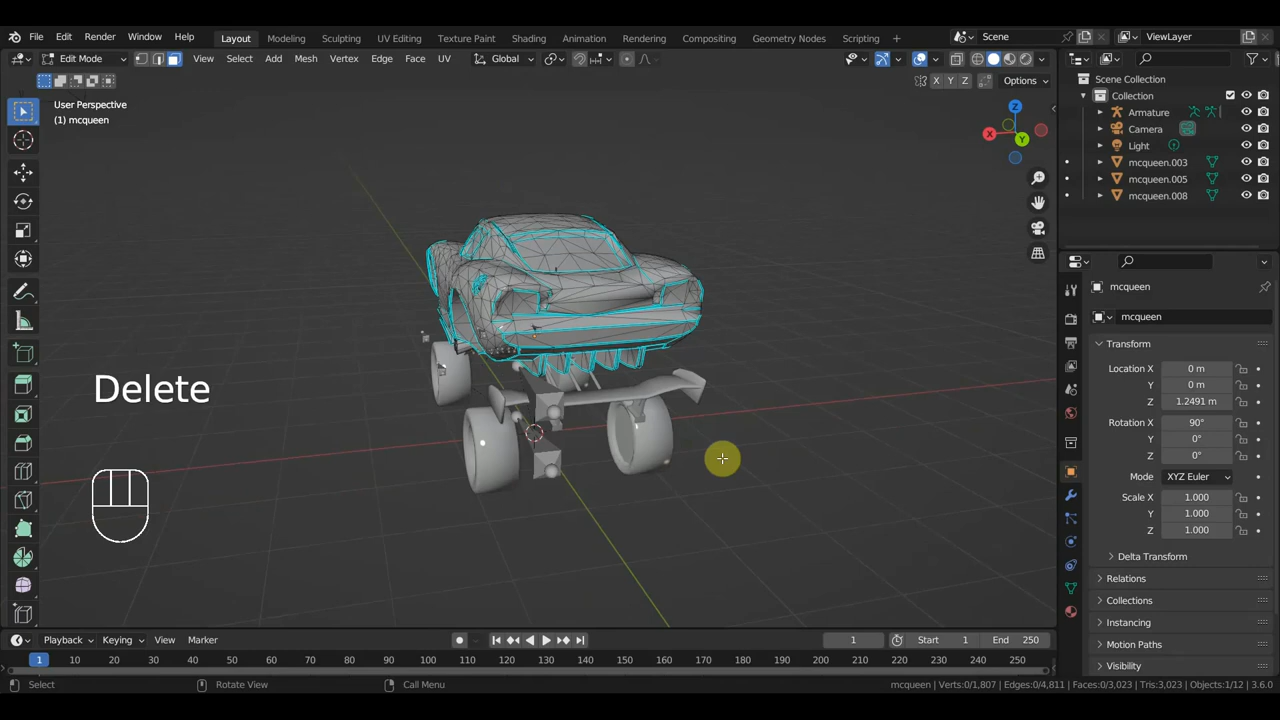 File Edit Render Window Help Layout Modeling Sculpting UV Editing Texture Paint Shading Animation Rendering Compositing Geometry Nodes Scripting Scene ViewLayer
Edit Mode View Select Add Mesh Vertex Edge Face UV Global
X Y Z Options
User Perspective
(1) mcqueen
Z
X
Y
Scene Collection
Collection
Armature
Camera
Light
mcqueen.003
mcqueen.005
mcqueen.008
mcqueen
mcqueen
Transform
Location X 0 m
Y 0 m
Z 1.2491 m
Rotation X 90°
Y 0°
Z 0°
Mode XYZ Euler
Scale X 1.000
Y 1.000
Z 1.000
Delta Transform
Relations
Collections
Instancing
Motion Paths
Visibility
Delete
Playback Keying View Marker 1 Start 1 End 250
1 10 20 30 40 50 60 70 80 90 100 110 120 130 140 150 160 170 180 190 200 210 220 230 240 250
Select Rotate View Call Menu mcqueen | Verts:0/1,807 | Edges:0/4,811 | Faces:0/3,023 | Tris:3,023 | Objects:1/12 | 3.6.0